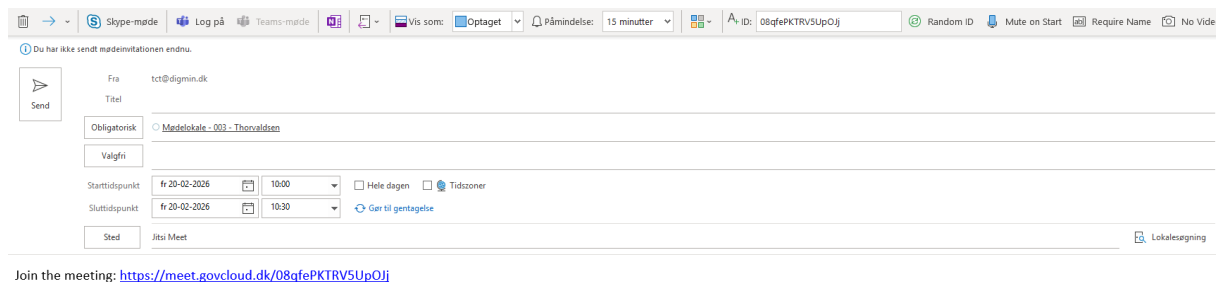 Skype-møde Log på Teams-møde Vis som: Optaget Påmindelse: 15 minutter A+ ID: 08qfePKTRV5UpOJj Random ID Mute on Start Require Name No Vide
Du har ikke sendt mødeinvitationen endnu.
Send
Fra tct@digmin.dk
Titel
Obligatorisk Mødelokale - 003 - Thorvaldsen
Valgfri
Starttidspunkt fr 20-02-2026 10:00 Hele dagen Tidszoner
Sluttidspunkt fr 20-02-2026 10:30 Gør til gentagelse
Sted Jitsi Meet Lokalesøgning
Join the meeting: https://meet.govcloud.dk/08qfePKTRV5UpOJj